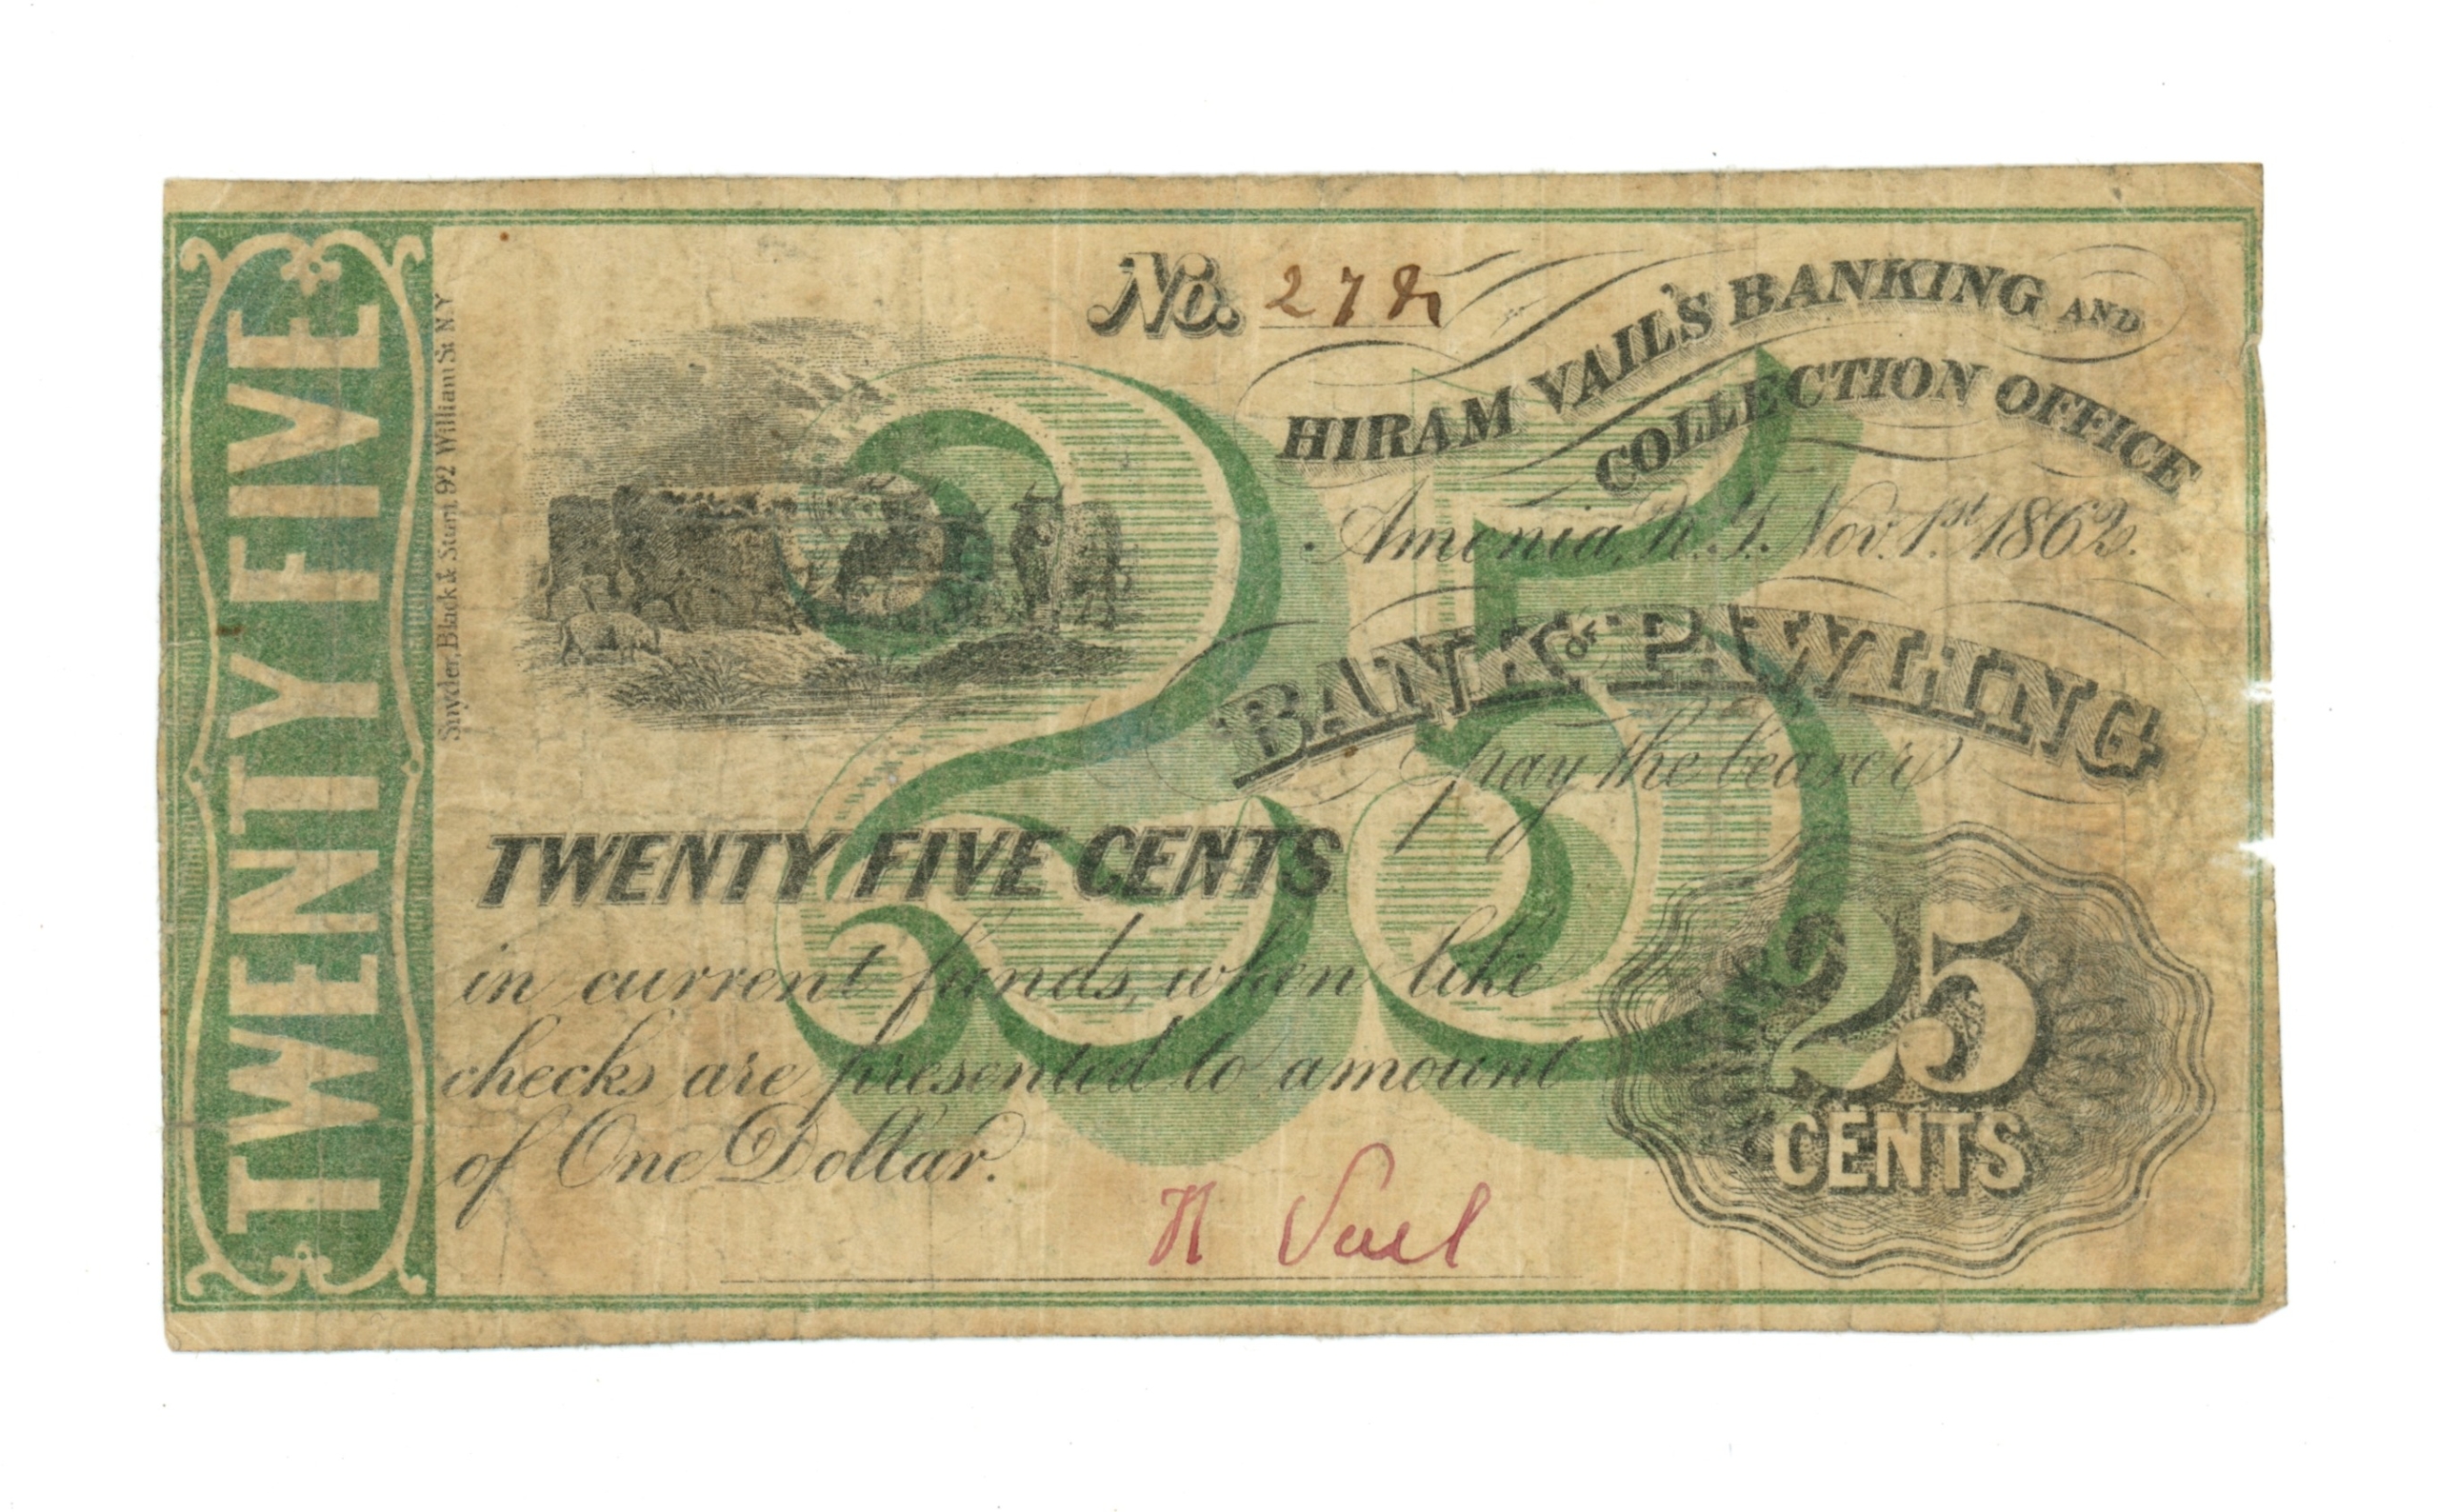 TWENTY FIVE
Snyder, Black & Sturn, 92 William St. N.Y
No. 278
HIRAM VAIL'S BANKING AND
COLLECTION OFFICE
Amenia, N.Y. Nov. 1st 1862.
BANK OF PAWLING
pay the bearer
TWENTY FIVE CENTS
in current funds, when like
checks are presented to amount
of One Dollar.
25
25
CENTS
H Vail